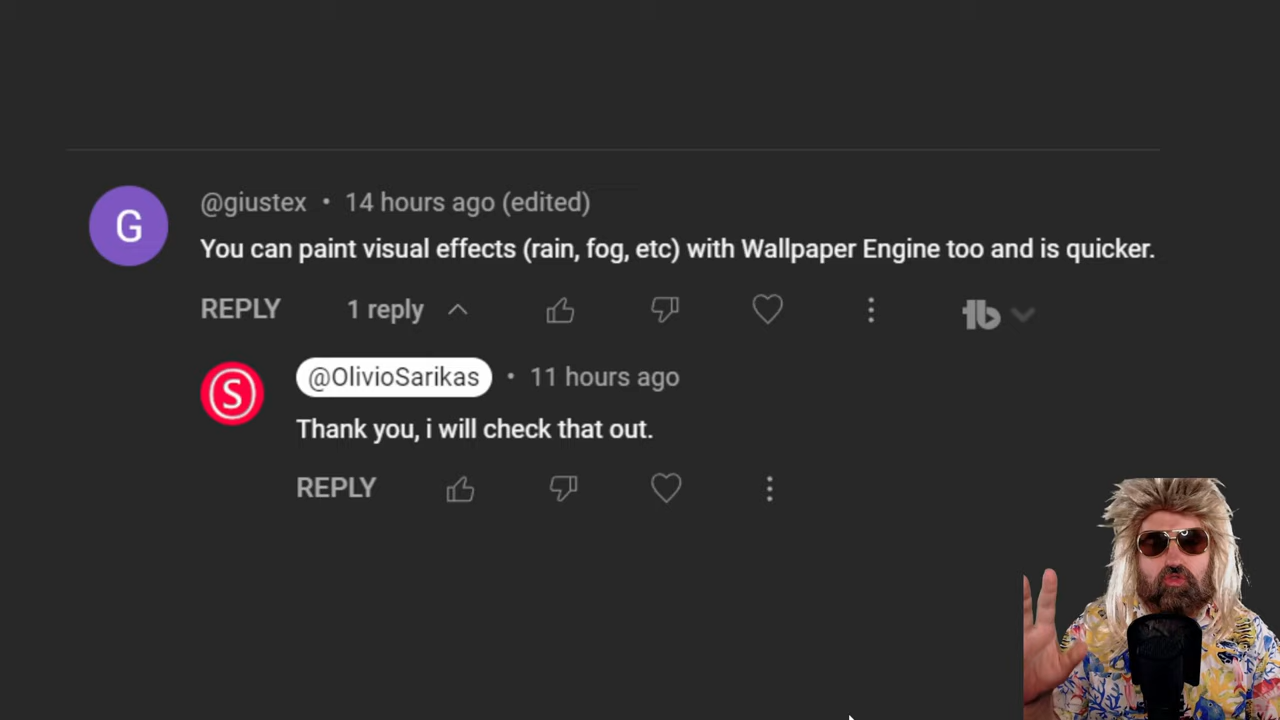 G
@giustex • 14 hours ago (edited)
You can paint visual effects (rain, fog, etc) with Wallpaper Engine too and is quicker.
REPLY 1 reply
tb
S
@OlivioSarikas • 11 hours ago
Thank you, i will check that out.
REPLY